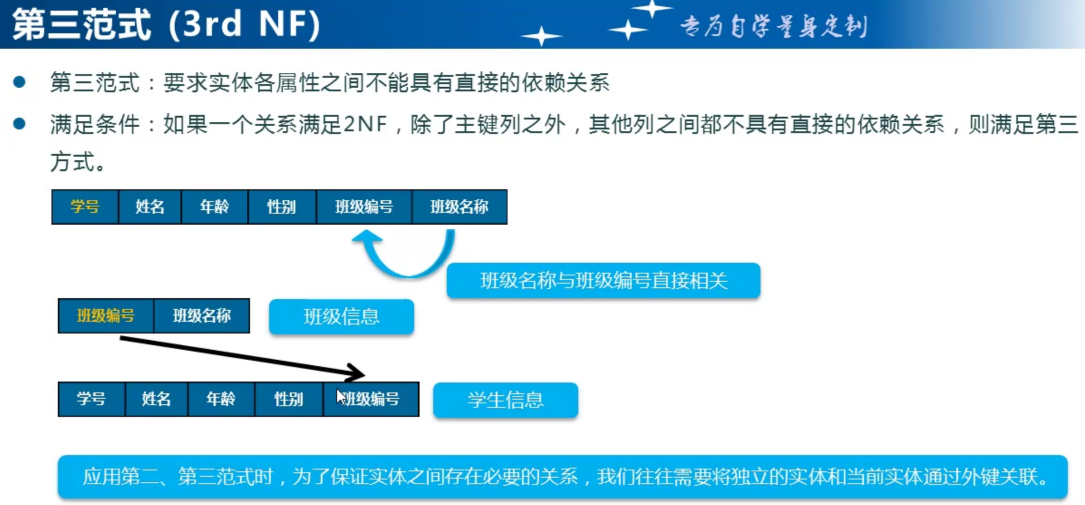 第三范式 (3rd NF)
专为自学量身定制
第三范式：要求实体各属性之间不能具有直接的依赖关系
满足条件：如果一个关系满足2NF，除了主键列之外，其他列之间都不具有直接的依赖关系，则满足第三
方式。
学号 姓名 年龄 性别 班级编号 班级名称
班级名称与班级编号直接相关
班级编号 班级名称 班级信息
学号 姓名 年龄 性别 班级编号 学生信息
应用第二、第三范式时，为了保证实体之间存在必要的关系，我们往往需要将独立的实体和当前实体通过外键关联。